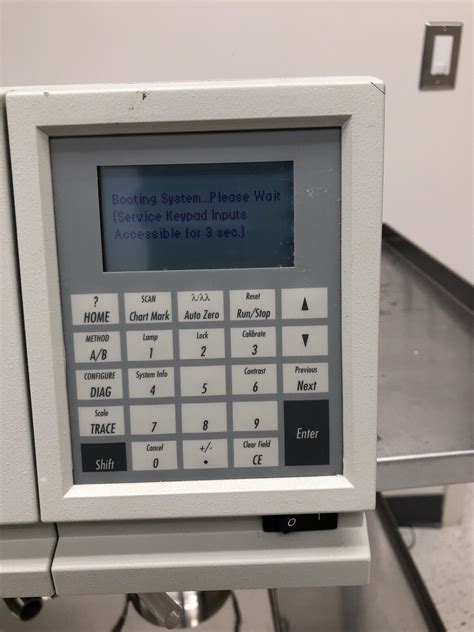 Booting System...Please Wait
(Service Keypad Inputs
Accessible for 3 sec.)
? SCAN λ/λλ Reset
HOME Chart Mark Auto Zero Run/Stop ▲
METHOD Lamp Lock Calibrate
A/B 1 2 3 ▼
CONFIGURE System Info Contrast Previous
DIAG 4 5 6 Next
Scale
TRACE 7 8 9 Enter
Cancel +/- Clear Field
Shift 0 • CE
O I